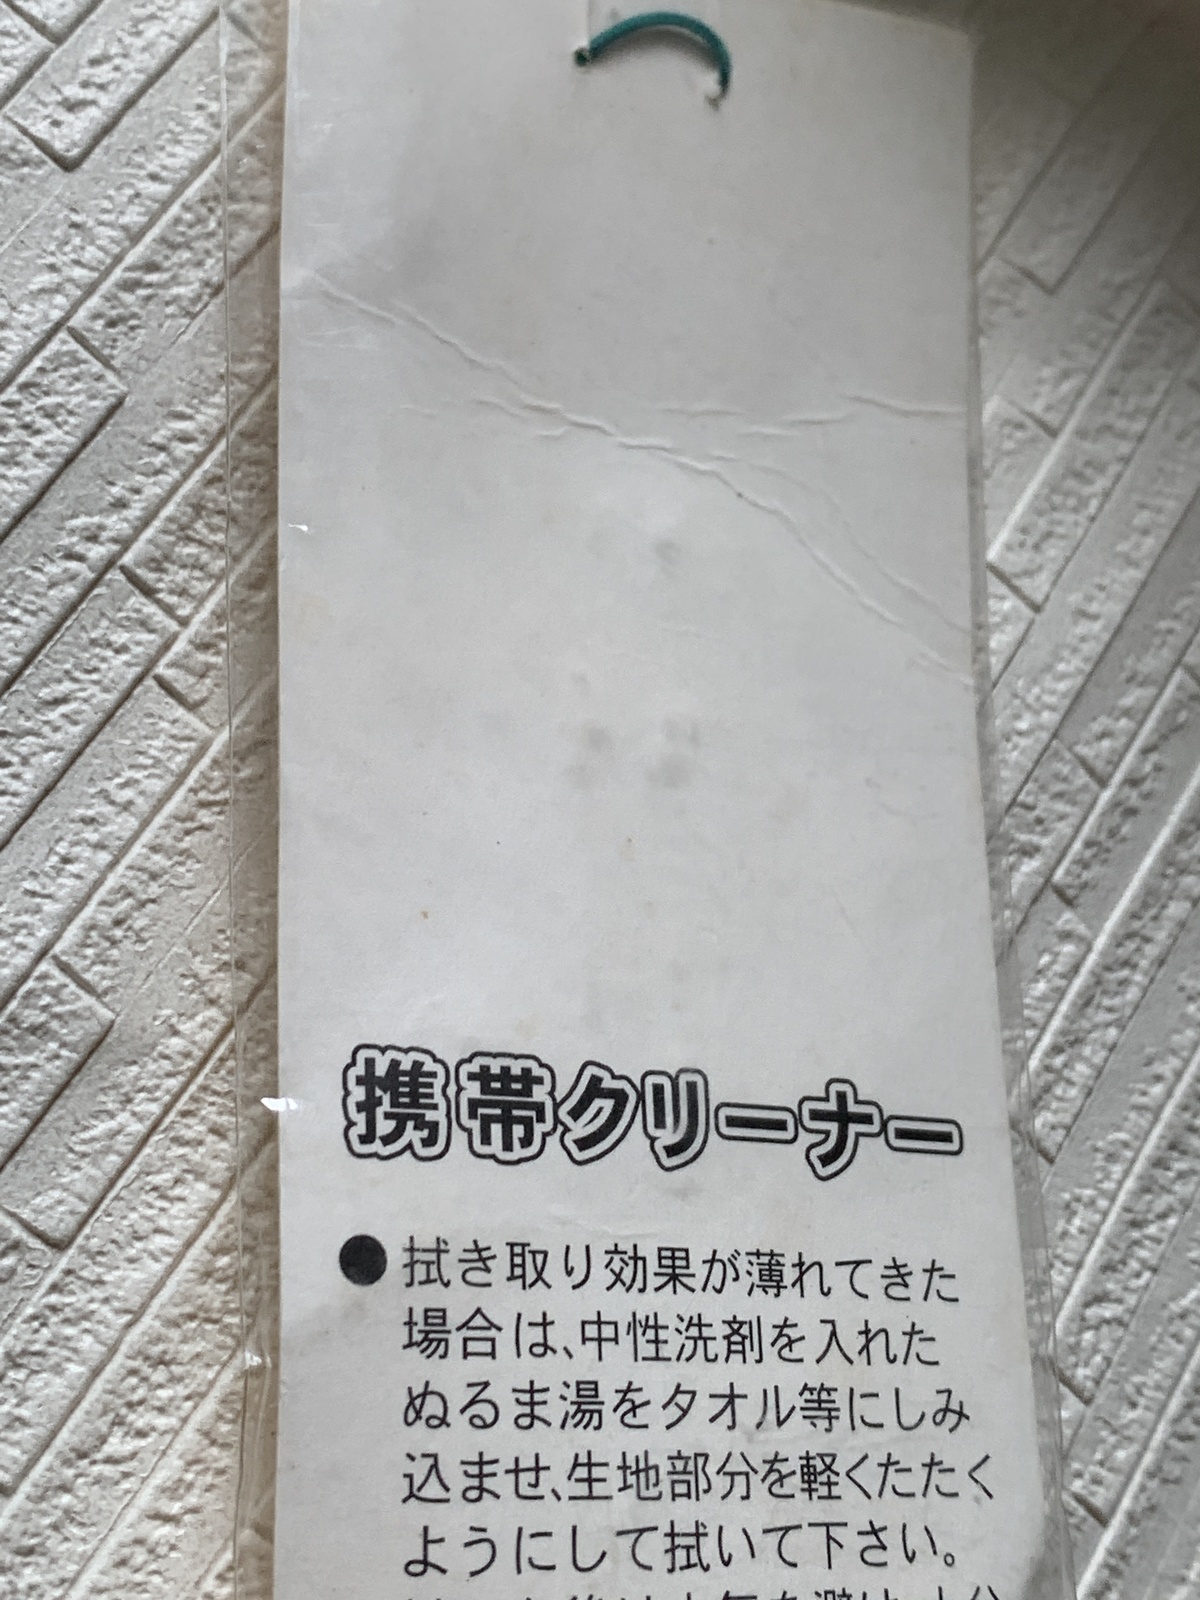 携帯クリーナー
●拭き取り効果が薄れてきた
場合は、中性洗剤を入れた
ぬるま湯をタオル等にしみ
込ませ、生地部分を軽くたたく
ようにして拭いて下さい。